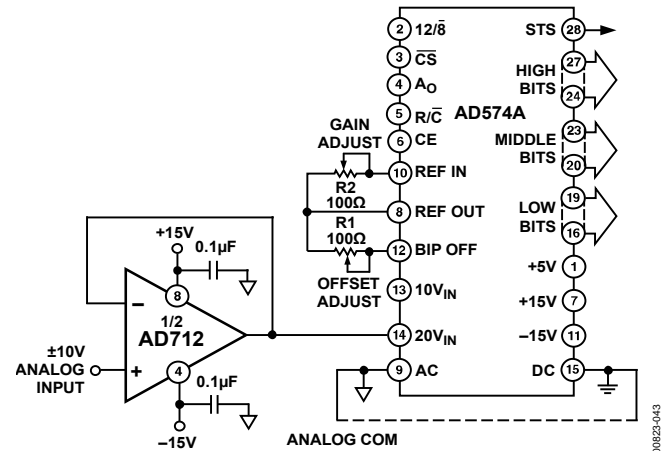 2 12/8̅
3 C̅S̅
4 AO
5 R/C̅
6 CE
10 REF IN
8 REF OUT
12 BIP OFF
13 10VIN
14 20VIN
9 AC
AD574A
STS 28
27
HIGH
BITS
24
23
MIDDLE
BITS
20
19
LOW
BITS
16
+5V 1
+15V 7
–15V 11
DC 15
GAIN
ADJUST
R2
100Ω
R1
100Ω
OFFSET
ADJUST
+15V
0.1µF
8
–
1/2
AD712
+
±10V
ANALOG
INPUT
4
0.1µF
–15V
ANALOG COM
00823-043